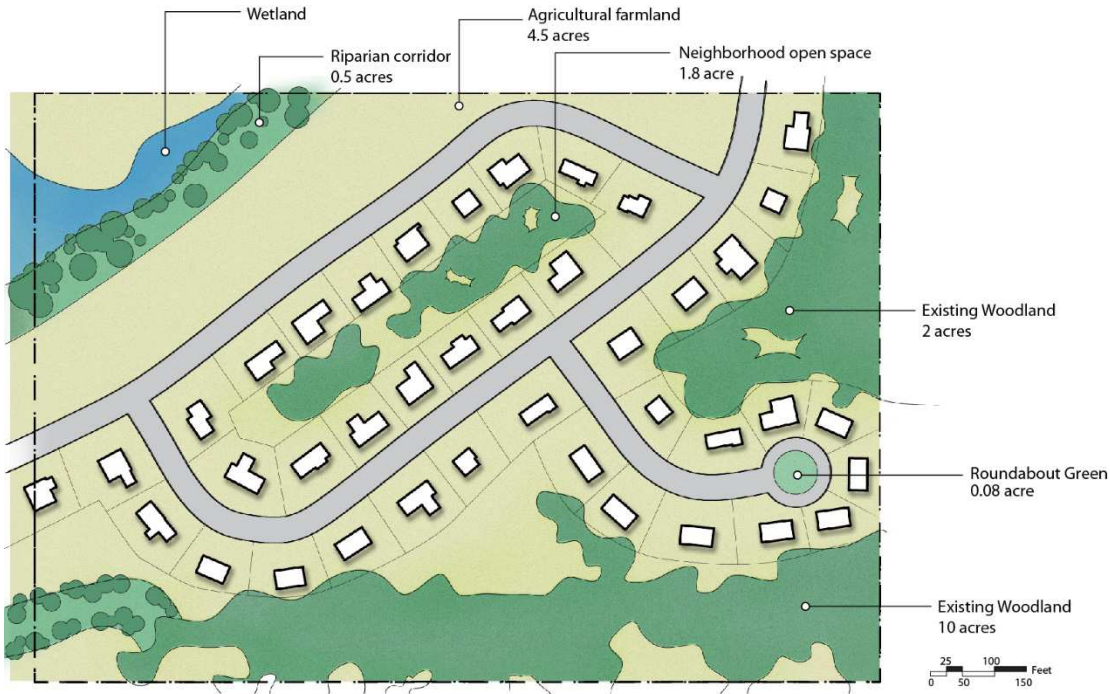 Wetland
Agricultural farmland
4.5 acres
Riparian corridor
0.5 acres
Neighborhood open space
1.8 acre
Existing Woodland
2 acres
Roundabout Green
0.08 acre
Existing Woodland
10 acres
25 100 Feet
0 50 150